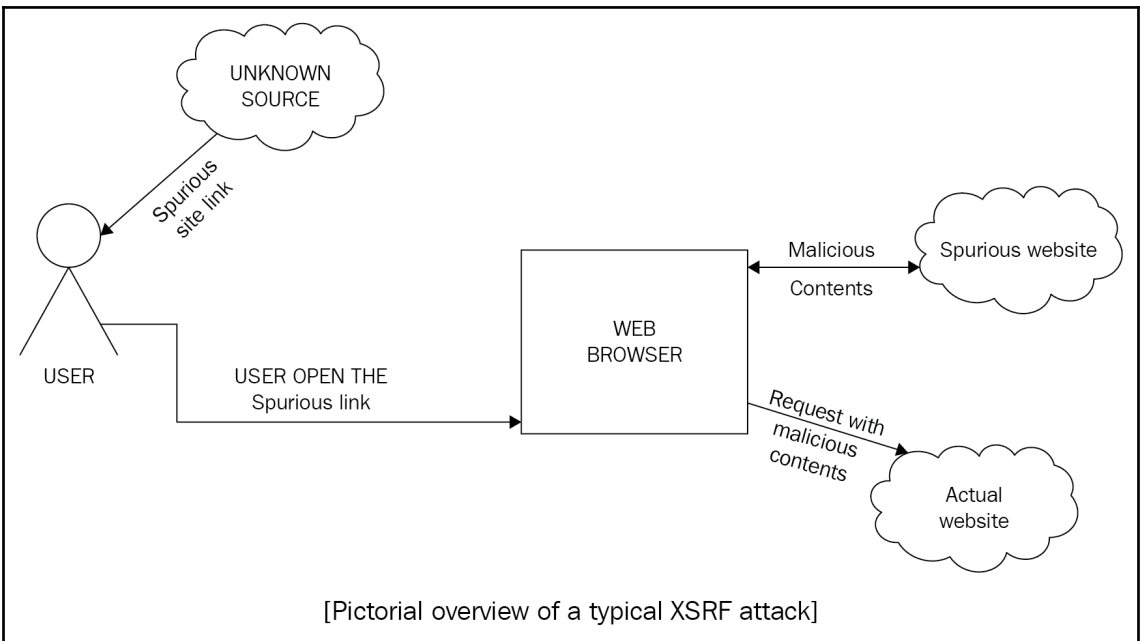 UNKNOWN
SOURCE
Spurious
site link
USER
USER OPEN THE
Spurious link
WEB
BROWSER
Malicious
Contents
Spurious website
Request with
malicious
contents
Actual
website
[Pictorial overview of a typical XSRF attack]